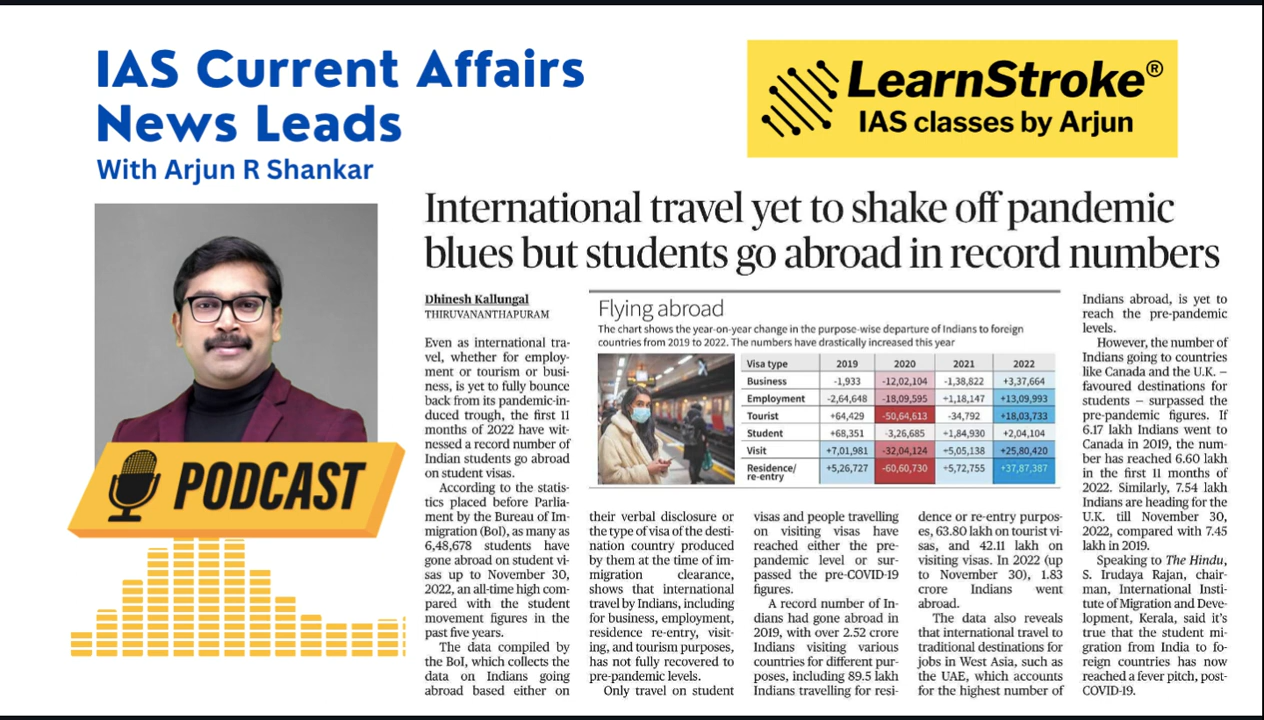 IAS Current Affairs
News Leads
With Arjun R Shankar
LearnStroke®
IAS classes by Arjun
PODCAST
International travel yet to shake off pandemic
blues but students go abroad in record numbers
Dhinesh Kallungal
THIRUVANANTHAPURAM
Even as international tra-
vel, whether for employ-
ment or tourism or busi-
ness, is yet to fully bounce
back from its pandemic-in-
duced trough, the first 11
months of 2022 have wit-
nessed a record number of
Indian students go abroad
on student visas.
According to the statis-
tics placed before Parlia-
ment by the Bureau of Im-
migration (BoI), as many as
6,48,678 students have
gone abroad on student vi-
sas up to November 30,
2022, an all-time high com-
pared with the student
movement figures in the
past five years.
The data compiled by
the BoI, which collects the
data on Indians going
abroad based either on
Flying abroad
The chart shows the year-on-year change in the purpose-wise departure of Indians to foreign
countries from 2019 to 2022. The numbers have drastically increased this year
Visa type 2019 2020 2021 2022
Business -1,933 -12,02,104 -1,38,822 +3,37,664
Employment -2,64,648 -18,09,595 +1,18,147 +13,09,993
Tourist +64,429 -50,64,613 -34,792 +18,03,733
Student +68,351 -3,26,685 +1,84,930 +2,04,104
Visit +7,01,981 -32,04,124 +5,05,138 +25,80,420
Residence/
re-entry +5,26,727 -60,60,730 +5,72,755 +37,87,387
their verbal disclosure or
the type of visa of the desti-
nation country produced
by them at the time of im-
migration clearance,
shows that international
travel by Indians, including
for business, employment,
residence re-entry, visit-
ing, and tourism purposes,
has not fully recovered to
pre-pandemic levels.
Only travel on student
visas and people travelling
on visiting visas have
reached either the pre-
pandemic level or sur-
passed the pre-COVID-19
figures.
A record number of In-
dians had gone abroad in
2019, with over 2.52 crore
Indians visiting various
countries for different pur-
poses, including 89.5 lakh
Indians travelling for resi-
dence or re-entry purpos-
es, 63.80 lakh on tourist vi-
sas, and 42.11 lakh on
visiting visas. In 2022 (up
to November 30), 1.83
crore Indians went
abroad.
The data also reveals
that international travel to
traditional destinations for
jobs in West Asia, such as
the UAE, which accounts
for the highest number of
Indians abroad, is yet to
reach the pre-pandemic
levels.
However, the number of
Indians going to countries
like Canada and the U.K. –
favoured destinations for
students – surpassed the
pre-pandemic figures. If
6.17 lakh Indians went to
Canada in 2019, the num-
ber has reached 6.60 lakh
in the first 11 months of
2022. Similarly, 7.54 lakh
Indians are heading for the
U.K. till November 30,
2022, compared with 7.45
lakh in 2019.
Speaking to The Hindu,
S. Irudaya Rajan, chair-
man, International Insti-
tute of Migration and Deve-
lopment, Kerala, said it's
true that the student mi-
gration from India to fo-
reign countries has now
reached a fever pitch, post-
COVID-19.